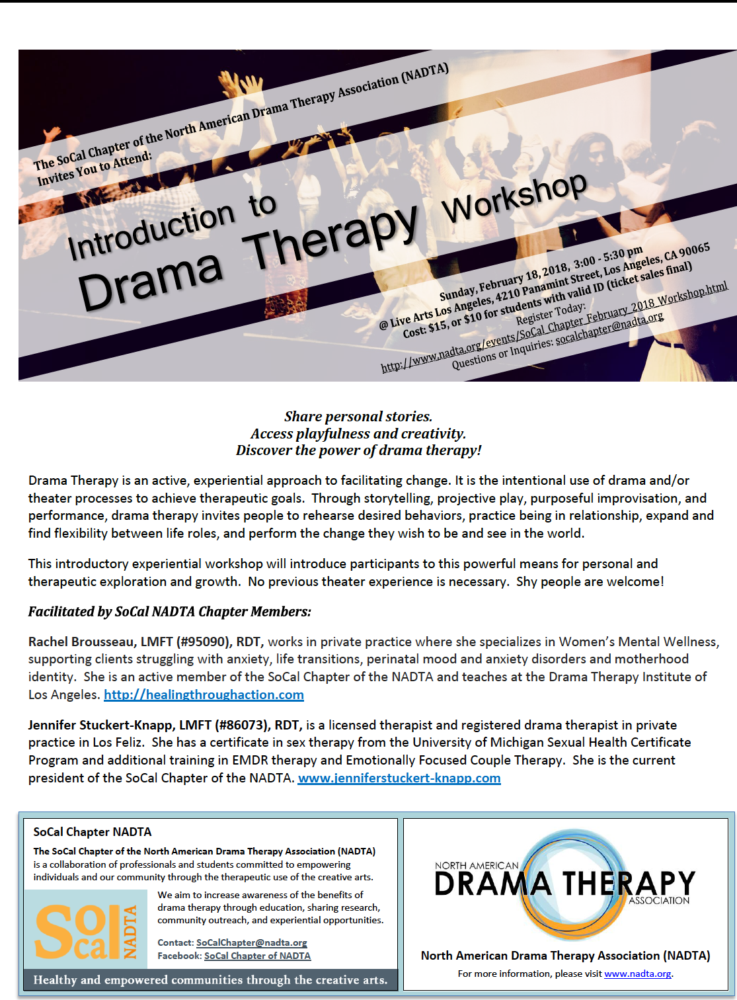 The SoCal Chapter of the North American Drama Therapy Association (NADTA)
Invites You to Attend:
Introduction to
Drama Therapy Workshop
Sunday, February 18, 2018, 3:00 - 5:30 pm
@ Live Arts Los Angeles, 4210 Panamint Street, Los Angeles, CA 90065
Cost: $15, or $10 for students with valid ID (ticket sales final)
Register Today:
http://www.nadta.org/events/SoCal_Chapter_February_2018_Workshop.html
Questions or Inquiries: socalchapter@nadta.org
Share personal stories.
Access playfulness and creativity.
Discover the power of drama therapy!
Drama Therapy is an active, experiential approach to facilitating change. It is the intentional use of drama and/or
theater processes to achieve therapeutic goals.  Through storytelling, projective play, purposeful improvisation, and
performance, drama therapy invites people to rehearse desired behaviors, practice being in relationship, expand and
find flexibility between life roles, and perform the change they wish to be and see in the world.
This introductory experiential workshop will introduce participants to this powerful means for personal and
therapeutic exploration and growth.  No previous theater experience is necessary.  Shy people are welcome!
Facilitated by SoCal NADTA Chapter Members:
Rachel Brousseau, LMFT (#95090), RDT, works in private practice where she specializes in Women's Mental Wellness,
supporting clients struggling with anxiety, life transitions, perinatal mood and anxiety disorders and motherhood
identity.  She is an active member of the SoCal Chapter of the NADTA and teaches at the Drama Therapy Institute of
Los Angeles. http://healingthroughaction.com
Jennifer Stuckert-Knapp, LMFT (#86073), RDT, is a licensed therapist and registered drama therapist in private
practice in Los Feliz.  She has a certificate in sex therapy from the University of Michigan Sexual Health Certificate
Program and additional training in EMDR therapy and Emotionally Focused Couple Therapy.  She is the current
president of the SoCal Chapter of the NADTA. www.jenniferstuckert-knapp.com
SoCal Chapter NADTA
The SoCal Chapter of the North American Drama Therapy Association (NADTA)
is a collaboration of professionals and students committed to empowering
individuals and our community through the therapeutic use of the creative arts.
We aim to increase awareness of the benefits of
drama therapy through education, sharing research,
community outreach, and experiential opportunities.
SoCal NADTA
Contact: SoCalChapter@nadta.org
Facebook: SoCal Chapter of NADTA
Healthy and empowered communities through the creative arts.
NORTH AMERICAN
DRAMA THERAPY
ASSOCIATION
North American Drama Therapy Association (NADTA)
For more information, please visit www.nadta.org.